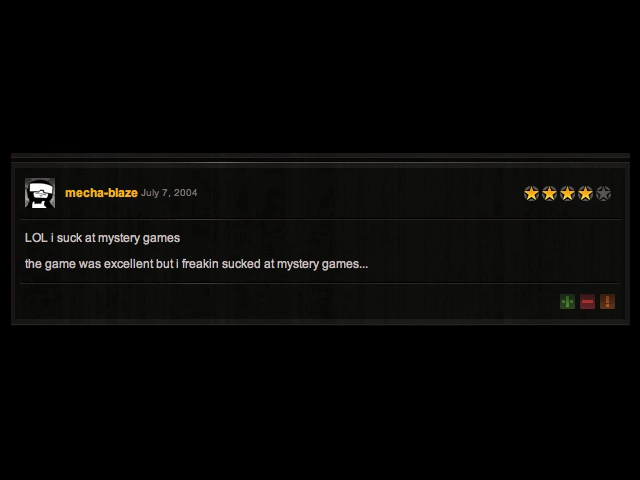 mecha-blaze July 7, 2004
LOL i suck at mystery games
the game was excellent but i freakin sucked at mystery games...